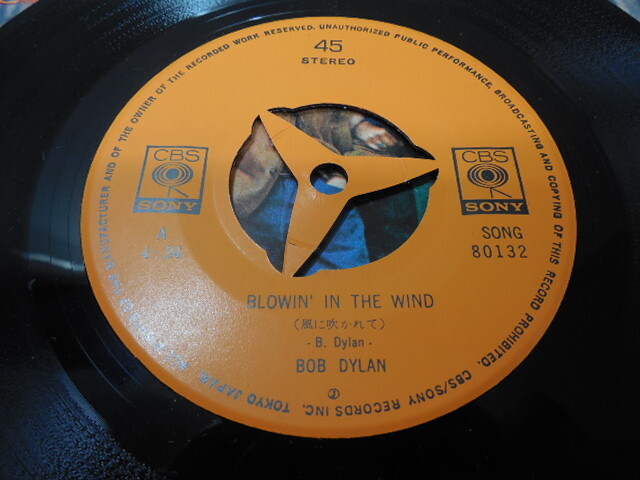 45
STEREO
CBS
SONY
CBS
SONY
A
SONG
80132
BLOWIN' IN THE WIND
(風に吹かれて)
- B. Dylan -
BOB DYLAN
MANUFACTURER AND OF THE OWNER OF THE RECORDED WORK RESERVED. UNAUTHORIZED PUBLIC PERFORMANCE, BROADCASTING AND COPYING OF THIS RECORD PROHIBITED. CBS/SONY RECORDS INC. TOKYO JAPAN
Ⓟ